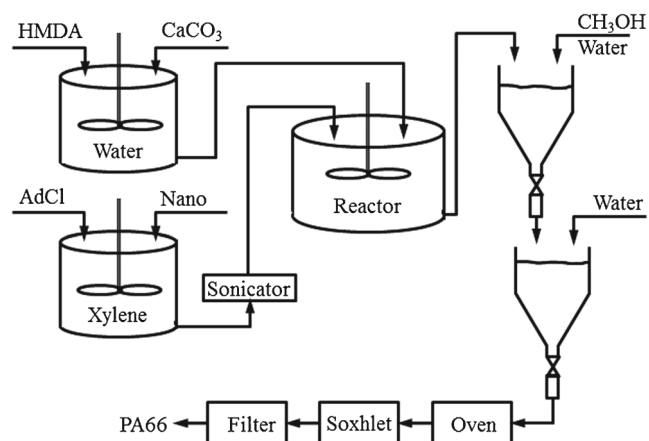 HMDA
CaCO₃
Water
CH₃OH
Water
Reactor
AdCl
Nano
Xylene
Sonicator
Water
PA66
Filter
Soxhlet
Oven